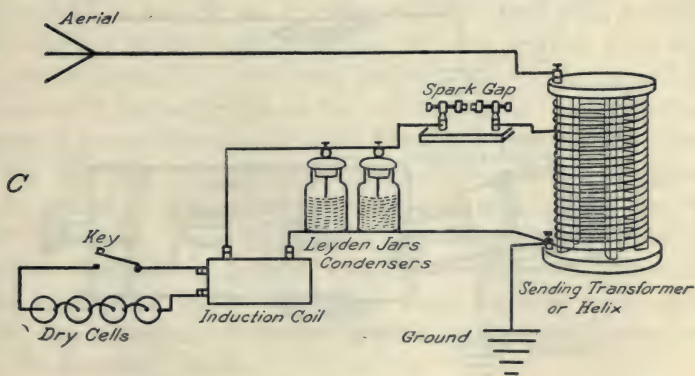 Aerial
Spark Gap
C
Key
Leyden Jars
Condensers
Dry Cells
Induction Coil
Sending Transformer
or Helix
Ground